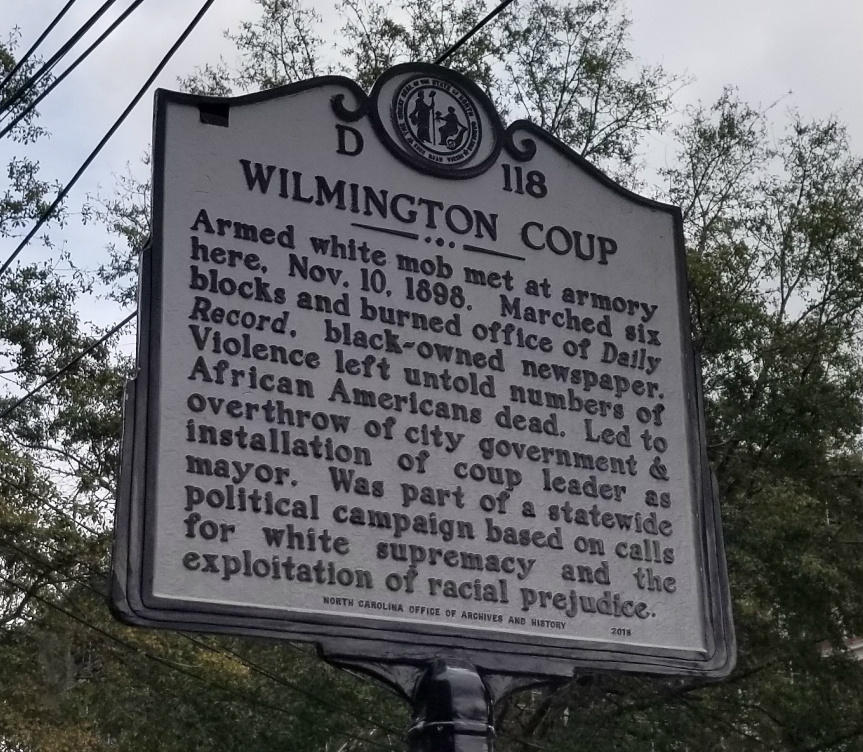 D 118
WILMINGTON COUP
Armed white mob met at armory
here, Nov. 10, 1898. Marched six
blocks and burned office of Daily
Record, black-owned newspaper.
Violence left untold numbers of
African Americans dead. Led to
overthrow of city government &
installation of coup leader as
mayor. Was part of a statewide
political campaign based on calls
for white supremacy and the
exploitation of racial prejudice.
NORTH CAROLINA OFFICE OF ARCHIVES AND HISTORY 2018